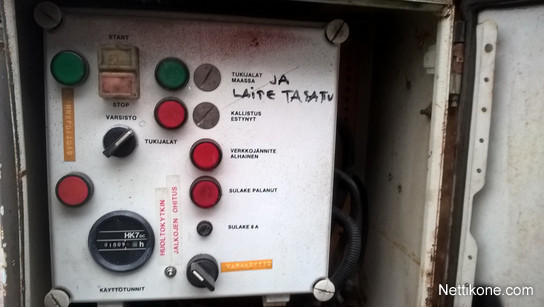 START
STOP
VARSISTO
TUKIJALAT
TUKIJALAT
MAASSA
JA
LAITE TASATTU
KALLISTUS
ESTYNYT
VERKKOJÄNNITE
ALHAINEN
SULAKE PALANUT
SULAKE 6 A
HUOLTOKYTKIN
JALKOJEN OHITUS
HK7
h
KÄYTTÖTUNNIT
VARAKÄYTTÖ
Nettikone.com